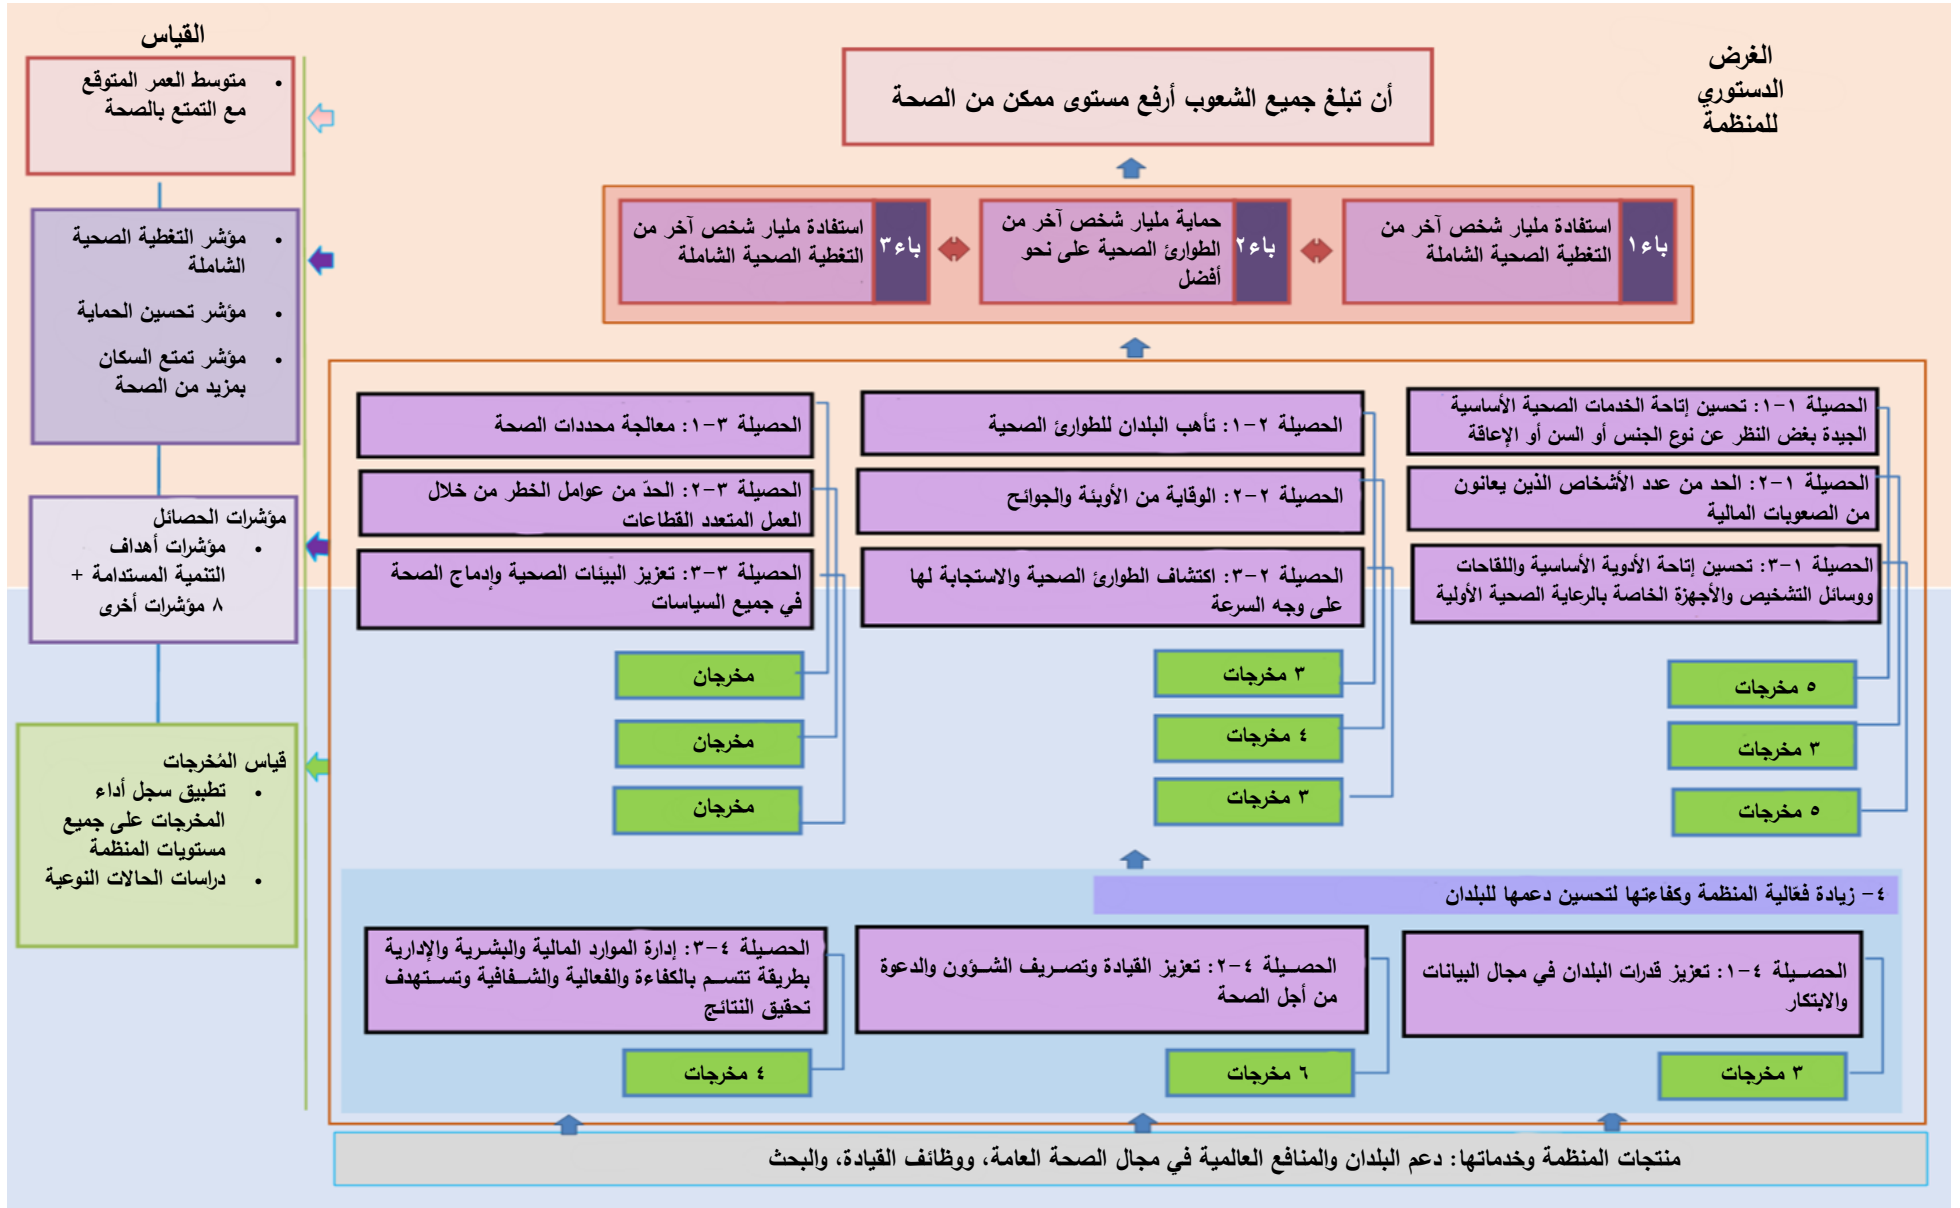 الغرض
الدستوري
للمنظمة
أن تبلغ جميع الشعوب أرفع مستوى ممكن من الصحة
باء١
استفادة مليار شخص آخر من
التغطية الصحية الشاملة
باء٢
حماية مليار شخص آخر من
الطوارئ الصحية على نحو
أفضل
باء٣
استفادة مليار شخص آخر من
التغطية الصحية الشاملة
الحصيلة ١-١: تحسين إتاحة الخدمات الصحية الأساسية
الجيدة بغض النظر عن نوع الجنس أو السن أو الإعاقة
الحصيلة ١-٢: الحد من عدد الأشخاص الذين يعانون
من الصعوبات المالية
الحصيلة ١-٣: تحسين إتاحة الأدوية الأساسية واللقاحات
ووسائل التشخيص والأجهزة الخاصة بالرعاية الصحية الأولية
٥ مخرجات
٣ مخرجات
٥ مخرجات
الحصيلة ٢-١: تأهب البلدان للطوارئ الصحية
الحصيلة ٢-٢: الوقاية من الأوبئة والجوائح
الحصيلة ٢-٣: اكتشاف الطوارئ الصحية والاستجابة لها
على وجه السرعة
٣ مخرجات
٤ مخرجات
٣ مخرجات
الحصيلة ٣-١: معالجة محددات الصحة
الحصيلة ٣-٢: الحدّ من عوامل الخطر من خلال
العمل المتعدد القطاعات
الحصيلة ٣-٣: تعزيز البيئات الصحية وإدماج الصحة
في جميع السياسات
مخرجان
مخرجان
مخرجان
٤- زيادة فعّالية المنظمة وكفاءتها لتحسين دعمها للبلدان
الحصيلة ٤-١: تعزيز قدرات البلدان في مجال البيانات
والابتكار
٣ مخرجات
الحصيلة ٤-٢: تعزيز القيادة وتصريف الشؤون والدعوة
من أجل الصحة
٦ مخرجات
الحصيلة ٤-٣: إدارة الموارد المالية والبشرية والإدارية
بطريقة تتسم بالكفاءة والفعالية والشفافية وتستهدف
تحقيق النتائج
٤ مخرجات
منتجات المنظمة وخدماتها: دعم البلدان والمنافع العالمية في مجال الصحة العامة، ووظائف القيادة، والبحث
القياس
• متوسط العمر المتوقع
مع التمتع بالصحة
• مؤشر التغطية الصحية
الشاملة
• مؤشر تحسين الحماية
• مؤشر تمتع السكان
بمزيد من الصحة
مؤشرات الحصائل
• مؤشرات أهداف
التنمية المستدامة +
٨ مؤشرات أخرى
قياس المُخرجات
• تطبيق سجل أداء
المخرجات على جميع
مستويات المنظمة
• دراسات الحالات النوعية